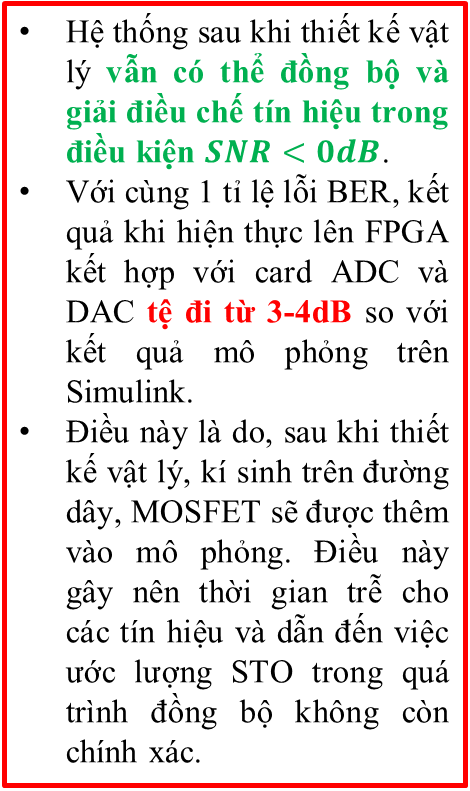 • Hệ thống sau khi thiết kế vật
lý vẫn có thể đồng bộ và
giải điều chế tín hiệu trong
điều kiện SNR < 0dB.
• Với cùng 1 tỉ lệ lỗi BER, kết
quả khi hiện thực lên FPGA
kết hợp với card ADC và
DAC tệ đi từ 3-4dB so với
kết quả mô phỏng trên
Simulink.
• Điều này là do, sau khi thiết
kế vật lý, kí sinh trên đường
dây, MOSFET sẽ được thêm
vào mô phỏng. Điều này
gây nên thời gian trễ cho
các tín hiệu và dẫn đến việc
ước lượng STO trong quá
trình đồng bộ không còn
chính xác.